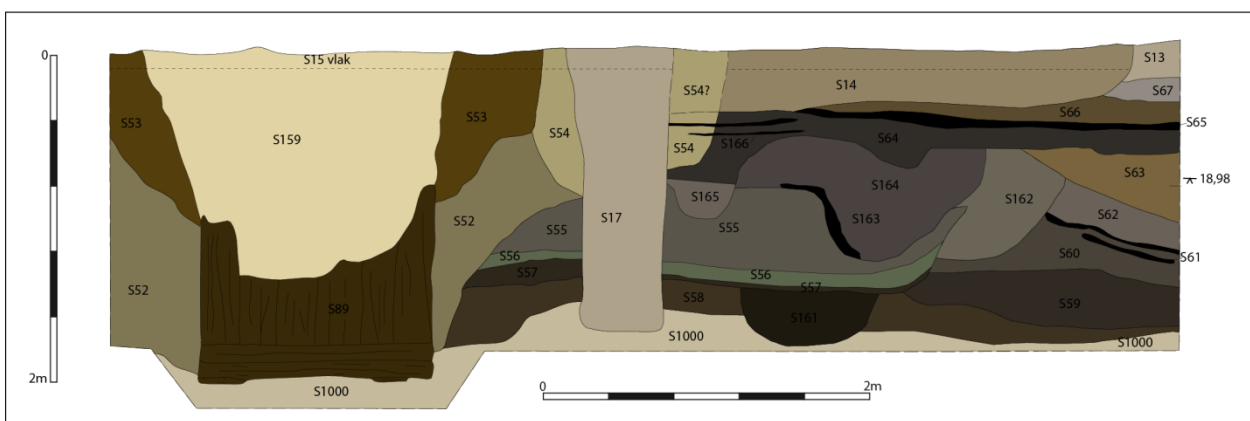 0
S15 vlak
S13
S54?
S14
S67
S53
S53
S66
S65
S159
S54
S54
S166
S64
S164
S63
18,98
S165
S162
S17
S52
S55
S55
S163
S62
S56
S60
S61
S52
S57
S56
S57
S58
S59
S89
S161
S1000
S1000
2m
S1000
0
2m